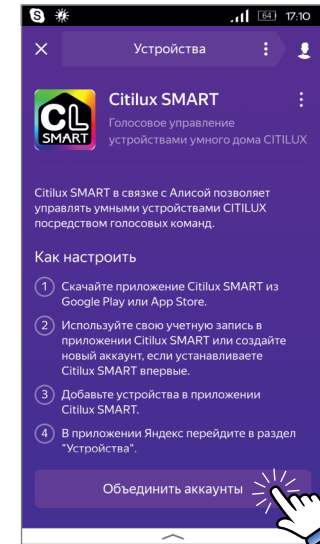 64 17:10
Устройства
CL
SMART
Citilux SMART
Голосовое управление
устройствами умного дома CITILUX
Citilux SMART в связке с Алисой позволяет
управлять умными устройствами CITILUX
посредством голосовых команд.
Как настроить
1 Скачайте приложение Citilux SMART из
Google Play или App Store.
2 Используйте свою учетную запись в
приложении Citilux SMART или создайте
новый аккаунт, если устанавливаете
Citilux SMART впервые.
3 Добавьте устройства в приложении
Citilux SMART.
4 В приложении Яндекс перейдите в раздел
"Устройства".
Объединить аккаунты